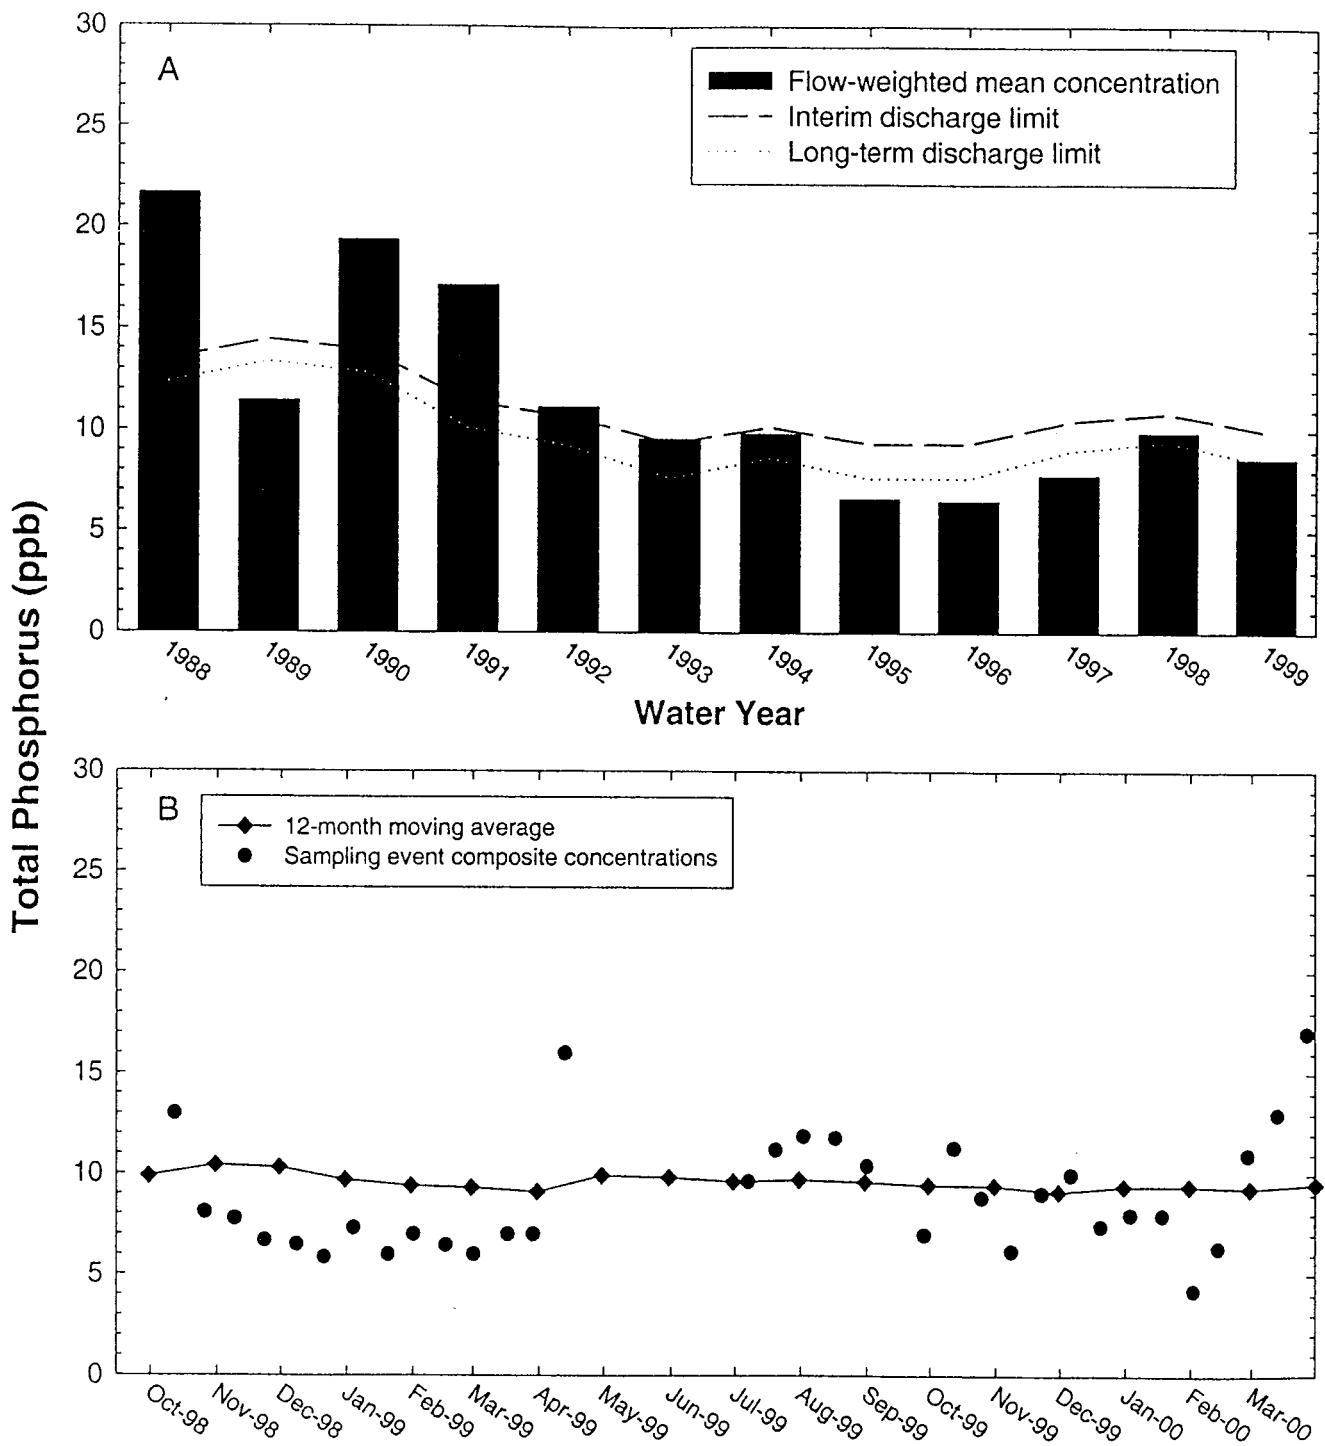 Total Phosphorus (ppb)
A
Flow-weighted mean concentration
Interim discharge limit
Long-term discharge limit
30
25
20
15
10
5
0
1988 1989 1990 1991 1992 1993 1994 1995 1996 1997 1998 1999
Water Year
B
12-month moving average
Sampling event composite concentrations
30
25
20
15
10
5
0
Oct-98 Nov-98 Dec-98 Jan-99 Feb-99 Mar-99 Apr-99 May-99 Jun-99 Jul-99 Aug-99 Sep-99 Oct-99 Nov-99 Dec-99 Jan-00 Feb-00 Mar-00